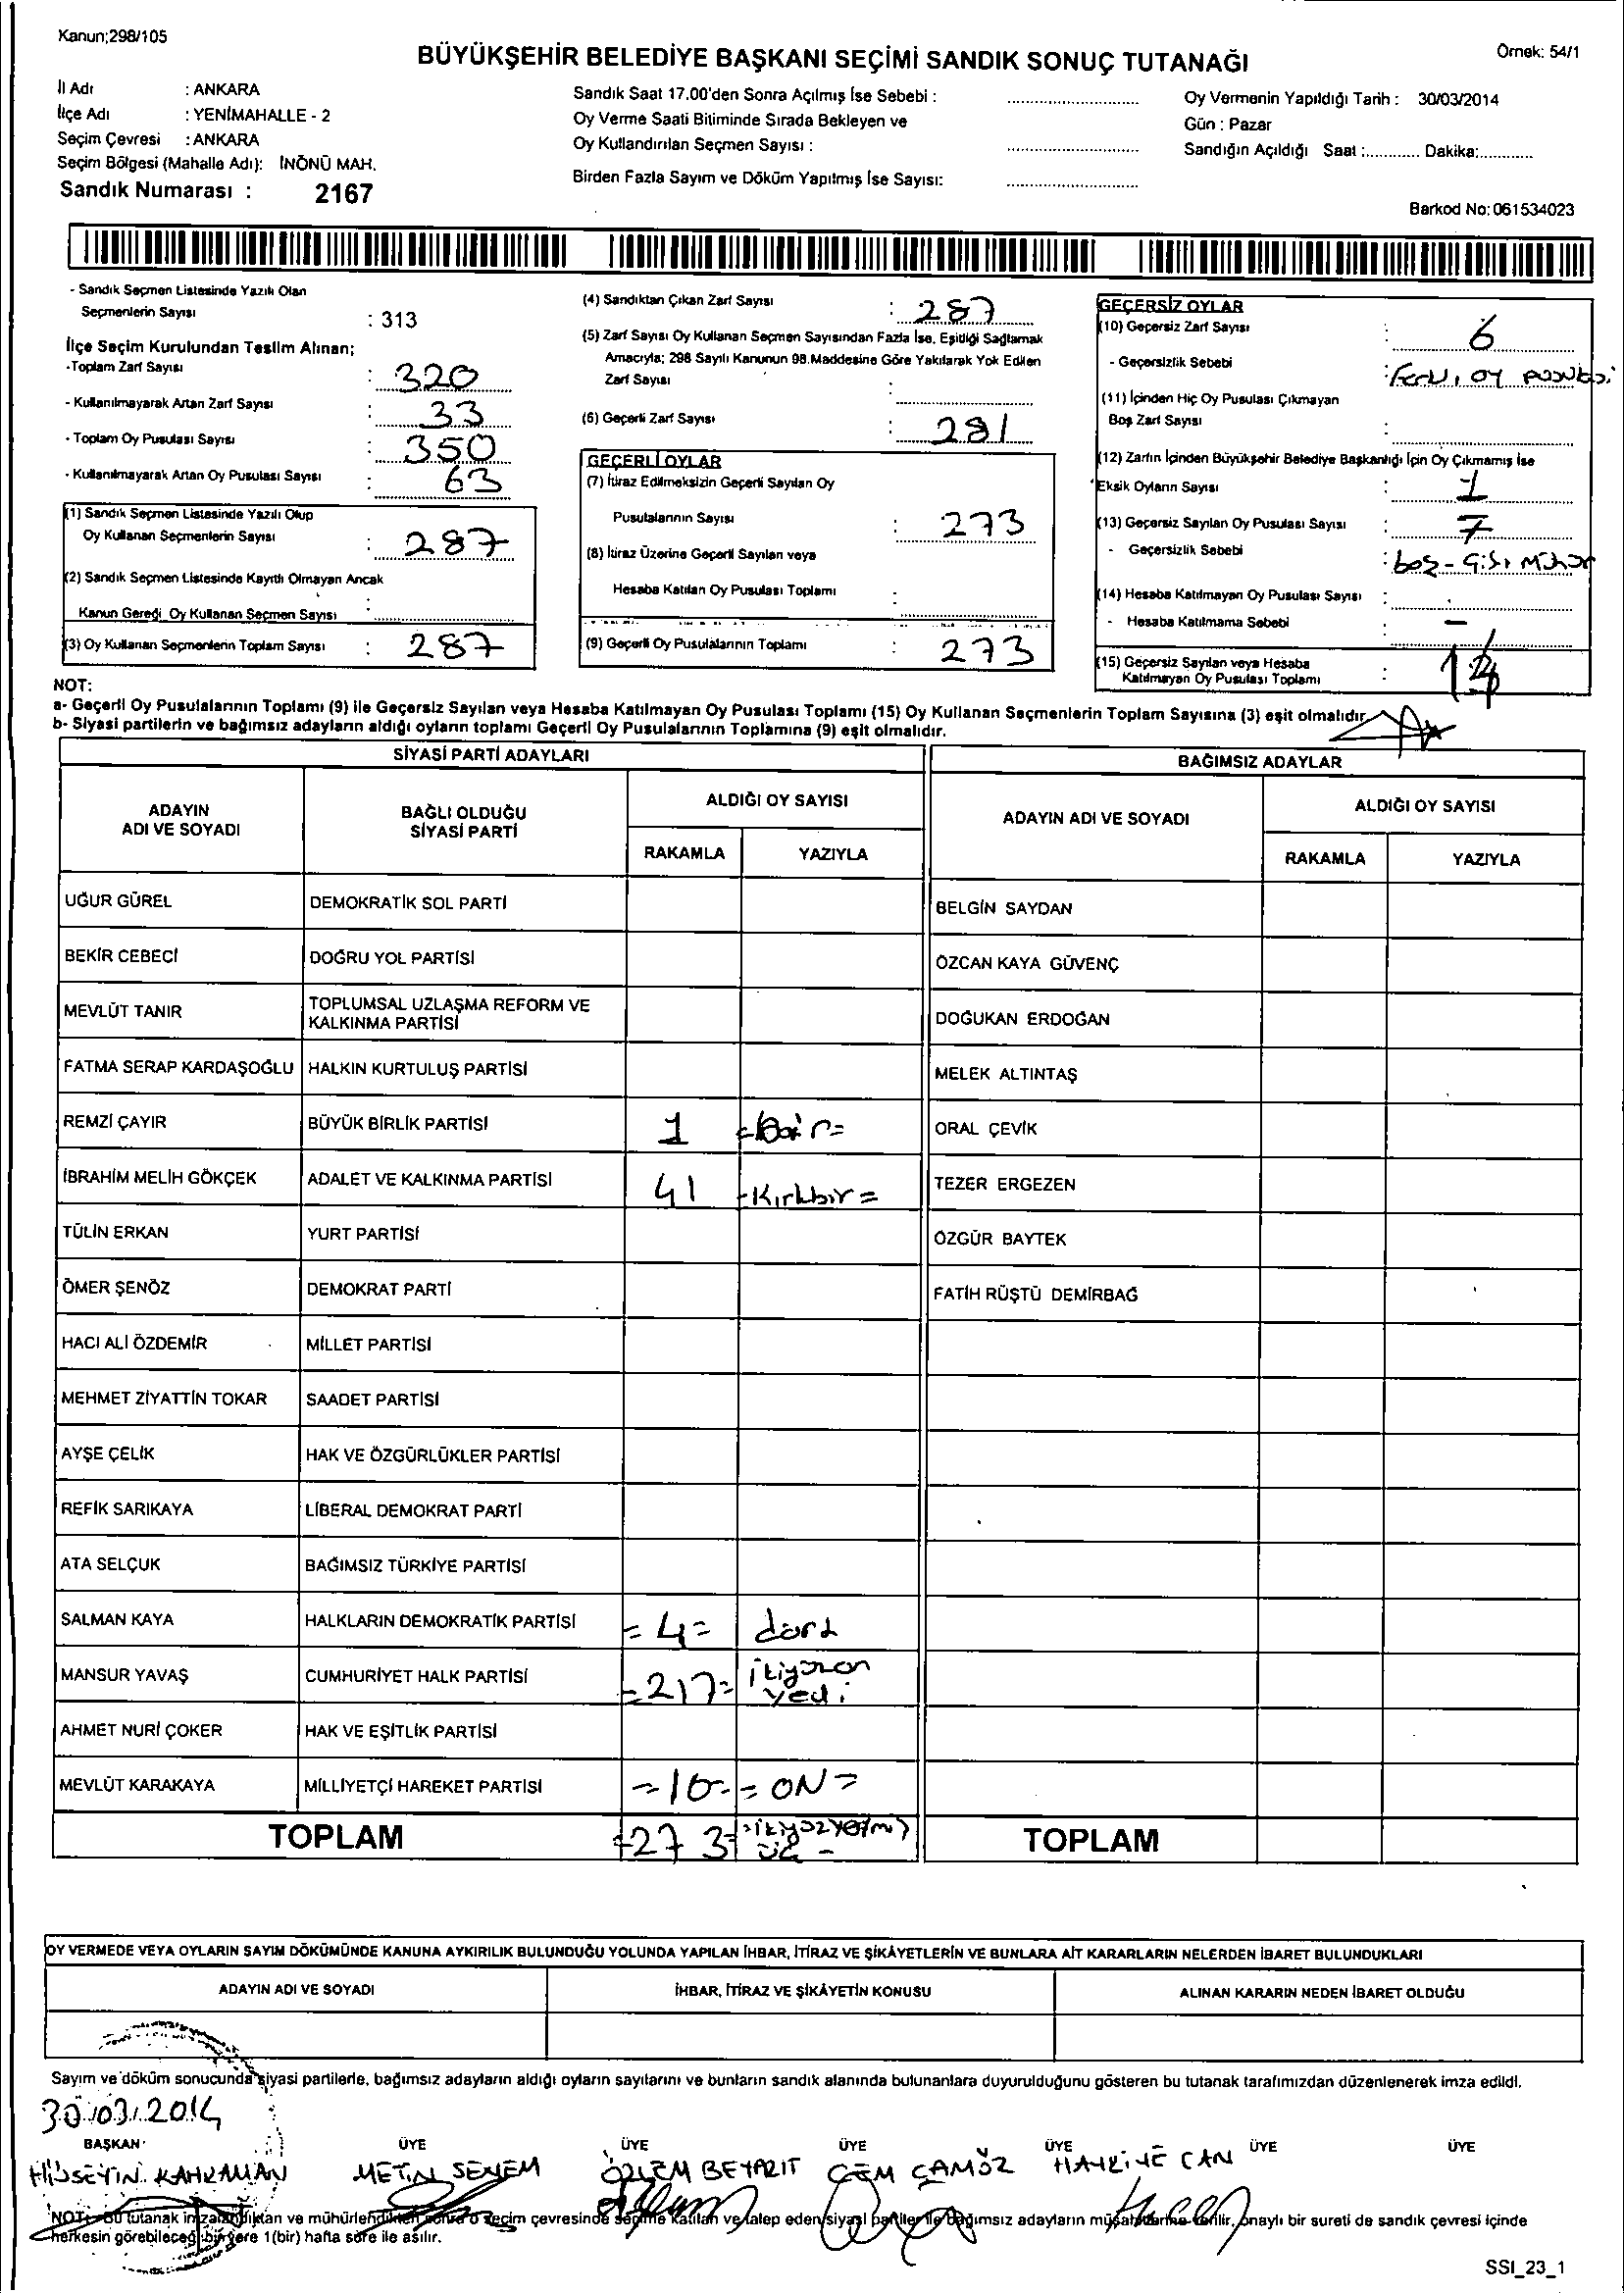 Kanun;298/105
BÜYÜKŞEHİR BELEDİYE BAŞKANI SEÇİMİ SANDIK SONUÇ TUTANAĞI
Örnek: 54/1
İl Adı : ANKARA
İlçe Adı : YENİMAHALLE - 2
Seçim Çevresi : ANKARA
Seçim Bölgesi (Mahalle Adı): İNÖNÜ MAH.
Sandık Numarası : 2167
Sandık Saat 17.00'den Sonra Açılmış İse Sebebi :
Oy Verme Saati Bitiminde Sırada Bekleyen ve
Oy Kullandırılan Seçmen Sayısı :
Birden Fazla Sayım ve Döküm Yapılmış İse Sayısı:
Oy Vermenin Yapıldığı Tarih : 30/03/2014
Gün : Pazar
Sandığın Açıldığı Saat :............ Dakika:............
Barkod No: 061534023
- Sandık Seçmen Listesinde Yazılı Olan
Seçmenlerin Sayısı : 313
İlçe Seçim Kurulundan Teslim Alınan;
-Toplam Zarf Sayısı : 320
- Kullanılmayarak Artan Zarf Sayısı : 33
- Toplam Oy Pusulası Sayısı : 350
- Kullanılmayarak Artan Oy Pusulası Sayısı : 63
(1) Sandık Seçmen Listesinde Yazılı Olup
Oy Kullanan Seçmenlerin Sayısı : 287
(2) Sandık Seçmen Listesinde Kayıtlı Olmayan Ancak
Kanun Gereği Oy Kullanan Seçmen Sayısı :
(3) Oy Kullanan Seçmenlerin Toplam Sayısı : 287
(4) Sandıktan Çıkan Zarf Sayısı : 287
(5) Zarf Sayısı Oy Kullanan Seçmen Sayısından Fazla İse, Eşitliği Sağlamak
Amacıyla; 298 Sayılı Kanunun 98.Maddesine Göre Yakılarak Yok Edilen
Zarf Sayısı :
(6) Geçerli Zarf Sayısı : 281
GEÇERLİ OYLAR
(7) İtiraz Edilmeksizin Geçerli Sayılan Oy
Pusulalarının Sayısı : 273
(8) İtiraz Üzerine Geçerli Sayılan veya
Hesaba Katılan Oy Pusulası Toplamı :
(9) Geçerli Oy Pusulalarının Toplamı : 273
GEÇERSİZ OYLAR
(10) Geçersiz Zarf Sayısı : 6
- Geçersizlik Sebebi : oy
(11) İçinden Hiç Oy Pusulası Çıkmayan
Boş Zarf Sayısı :
(12) Zarfın İçinden Büyükşehir Belediye Başkanlığı İçin Oy Çıkmamış İse
Eksik Oyların Sayısı : 1
(13) Geçersiz Sayılan Oy Pusulası Sayısı : 7
- Geçersizlik Sebebi : boş -
(14) Hesaba Katılmayan Oy Pusulası Sayısı :
- Hesaba Katılmama Sebebi : -
(15) Geçersiz Sayılan veya Hesaba
Katılmayan Oy Pusulası Toplamı : 14
NOT:
a- Geçerli Oy Pusulalarının Toplamı (9) ile Geçersiz Sayılan veya Hesaba Katılmayan Oy Pusulası Toplamı (15) Oy Kullanan Seçmenlerin Toplam Sayısına (3) eşit olmalıdır.
b- Siyasi partilerin ve bağımsız adayların aldığı oyların toplamı Geçerli Oy Pusulalarının Toplamına (9) eşit olmalıdır.
SİYASİ PARTİ ADAYLARI
BAĞIMSIZ ADAYLAR
ADAYIN
ADI VE SOYADI
BAĞLI OLDUĞU
SİYASİ PARTİ
ALDIĞI OY SAYISI
RAKAMLA YAZIYLA
ADAYIN ADI VE SOYADI
ALDIĞI OY SAYISI
RAKAMLA YAZIYLA
UĞUR GÜREL DEMOKRATİK SOL PARTİ BELGİN SAYDAN
BEKİR CEBECİ DOĞRU YOL PARTİSİ ÖZCAN KAYA GÜVENÇ
MEVLÜT TANIR TOPLUMSAL UZLAŞMA REFORM VE
KALKINMA PARTİSİ DOĞUKAN ERDOĞAN
FATMA SERAP KARDAŞOĞLU HALKIN KURTULUŞ PARTİSİ MELEK ALTINTAŞ
REMZİ ÇAYIR BÜYÜK BİRLİK PARTİSİ 1 =Bir= ORAL ÇEVİK
İBRAHİM MELİH GÖKÇEK ADALET VE KALKINMA PARTİSİ 41 =Kırkbir= TEZER ERGEZEN
TÜLİN ERKAN YURT PARTİSİ ÖZGÜR BAYTEK
ÖMER ŞENÖZ DEMOKRAT PARTİ FATİH RÜŞTÜ DEMİRBAĞ
HACI ALİ ÖZDEMİR MİLLET PARTİSİ
MEHMET ZİYATTİN TOKAR SAADET PARTİSİ
AYŞE ÇELİK HAK VE ÖZGÜRLÜKLER PARTİSİ
REFİK SARIKAYA LİBERAL DEMOKRAT PARTİ
ATA SELÇUK BAĞIMSIZ TÜRKİYE PARTİSİ
SALMAN KAYA HALKLARIN DEMOKRATİK PARTİSİ =4= dört
MANSUR YAVAŞ CUMHURİYET HALK PARTİSİ =217= ikiyüzon
yedi
AHMET NURİ ÇOKER HAK VE EŞİTLİK PARTİSİ
MEVLÜT KARAKAYA MİLLİYETÇİ HAREKET PARTİSİ =10= =ON=
TOPLAM =273= ikiyüzyetmiş
üç - TOPLAM
OY VERMEDE VEYA OYLARIN SAYIM DÖKÜMÜNDE KANUNA AYKIRILIK BULUNDUĞU YOLUNDA YAPILAN İHBAR, İTİRAZ VE ŞİKÂYETLERİN VE BUNLARA AİT KARARLARIN NELERDEN İBARET BULUNDUKLARI
ADAYIN ADI VE SOYADI İHBAR, İTİRAZ VE ŞİKÂYETİN KONUSU ALINAN KARARIN NEDEN İBARET OLDUĞU
Sayım ve döküm sonucunda siyasi partilerle, bağımsız adayların aldığı oyların sayılarını ve bunların sandık alanında bulunanlara duyurulduğunu gösteren bu tutanak tarafımızdan düzenlenerek imza edildi.
30/03/2014
BAŞKAN ÜYE ÜYE ÜYE ÜYE ÜYE ÜYE
HÜSEYİN KAHRAMAN METİN SENEM ÖZLEM BEYAZIT CEM ÇAMÖZ HAYRİYE CAN
NOT: Bu tutanak imzalandıktan ve mühürlendikten sonra o seçim çevresinde seçime katılan ve talep eden siyasi partiler ile bağımsız adayların müşahitlerine verilir, onaylı bir sureti de sandık çevresi içinde
herkesin görebileceği bir yere 1(bir) hafta süre ile asılır.
SSI_23_1